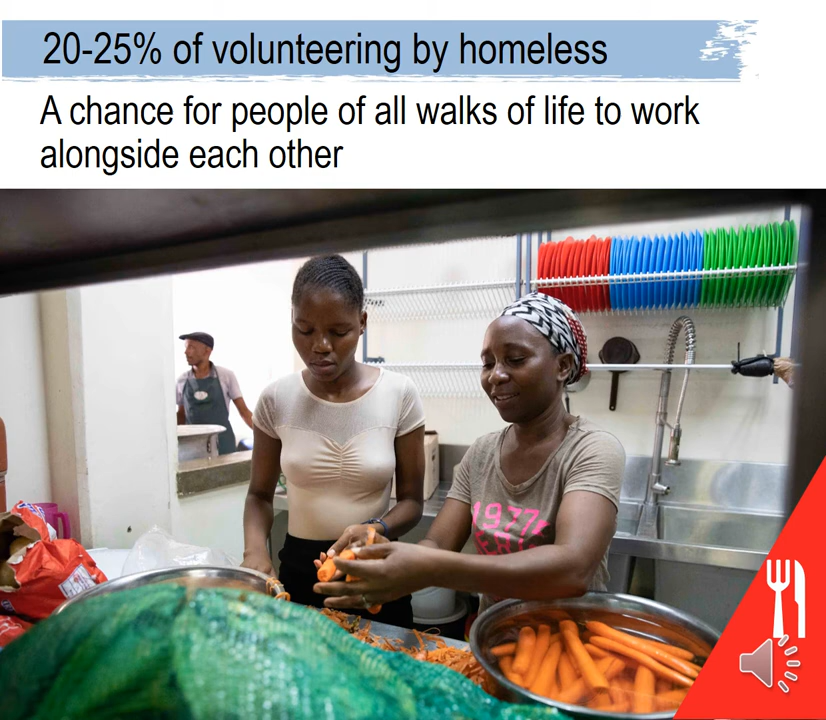 20-25% of volunteering by homeless
A chance for people of all walks of life to work
alongside each other
1977